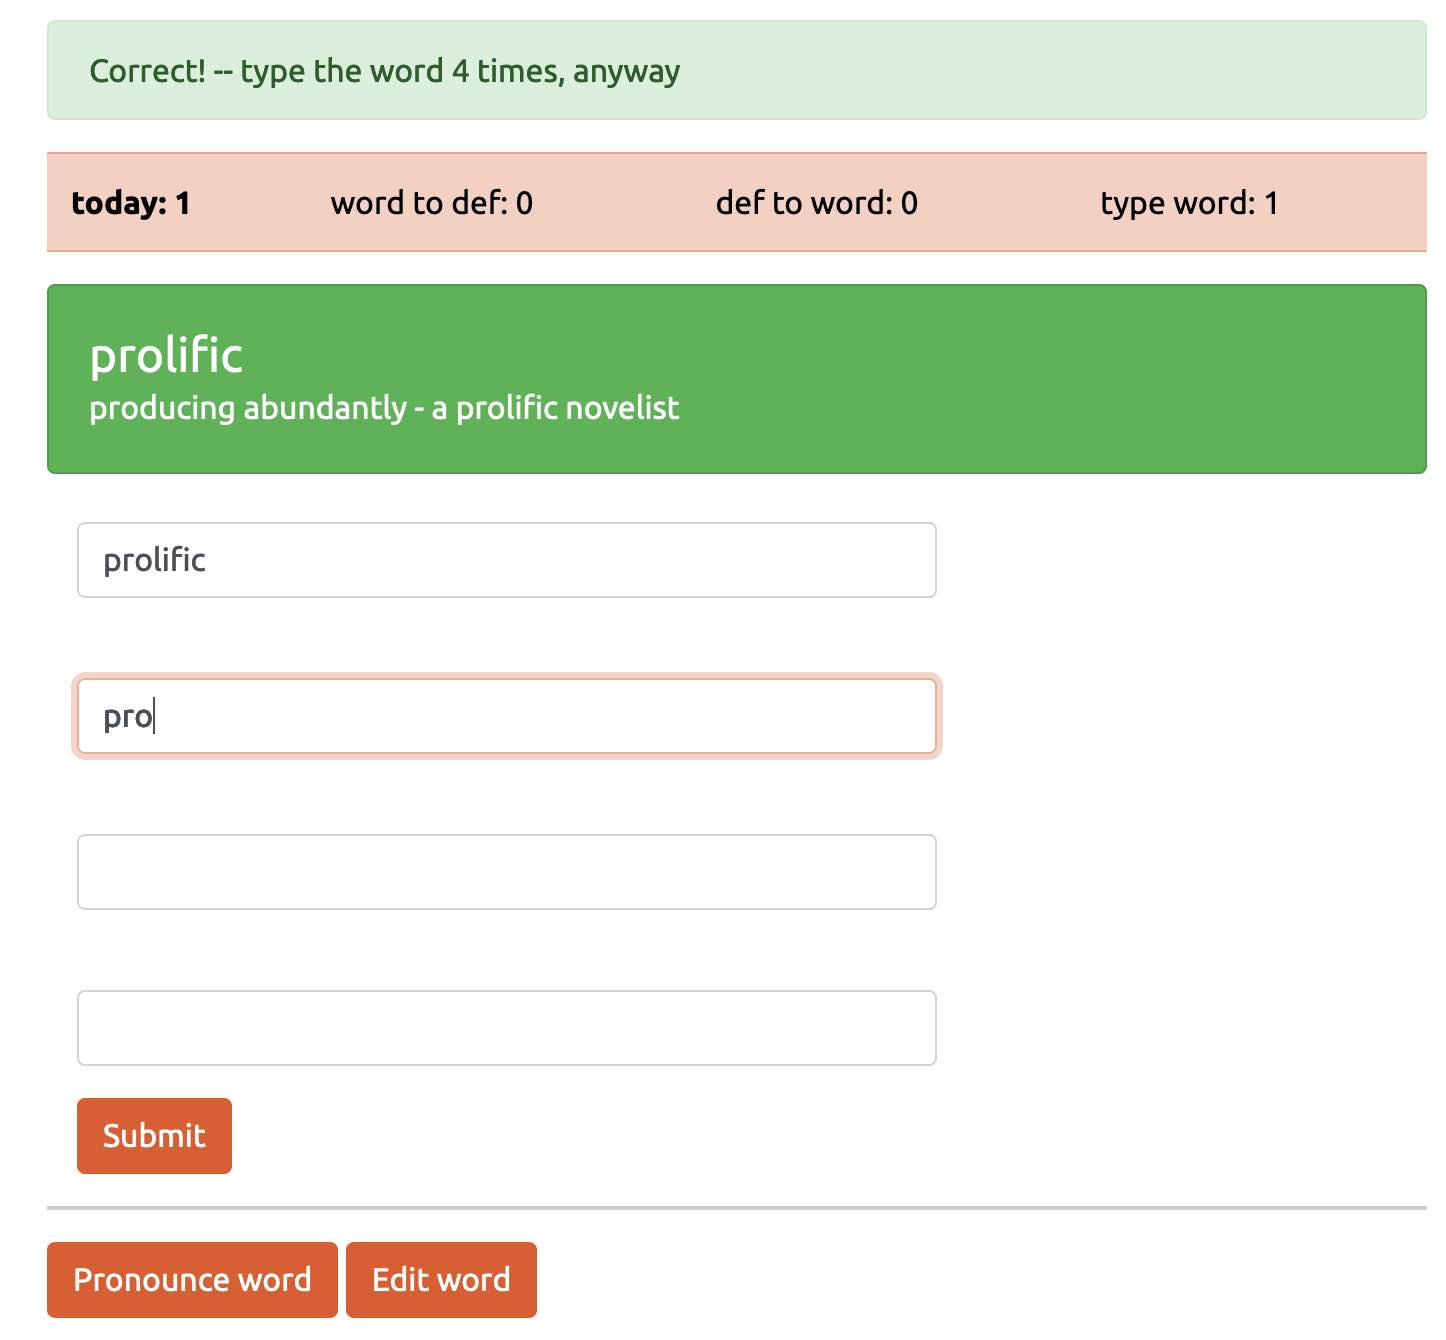 Correct! -- type the word 4 times, anyway
today: 1 word to def: 0 def to word: 0 type word: 1
prolific
producing abundantly - a prolific novelist
prolific
pro
Submit
Pronounce word Edit word